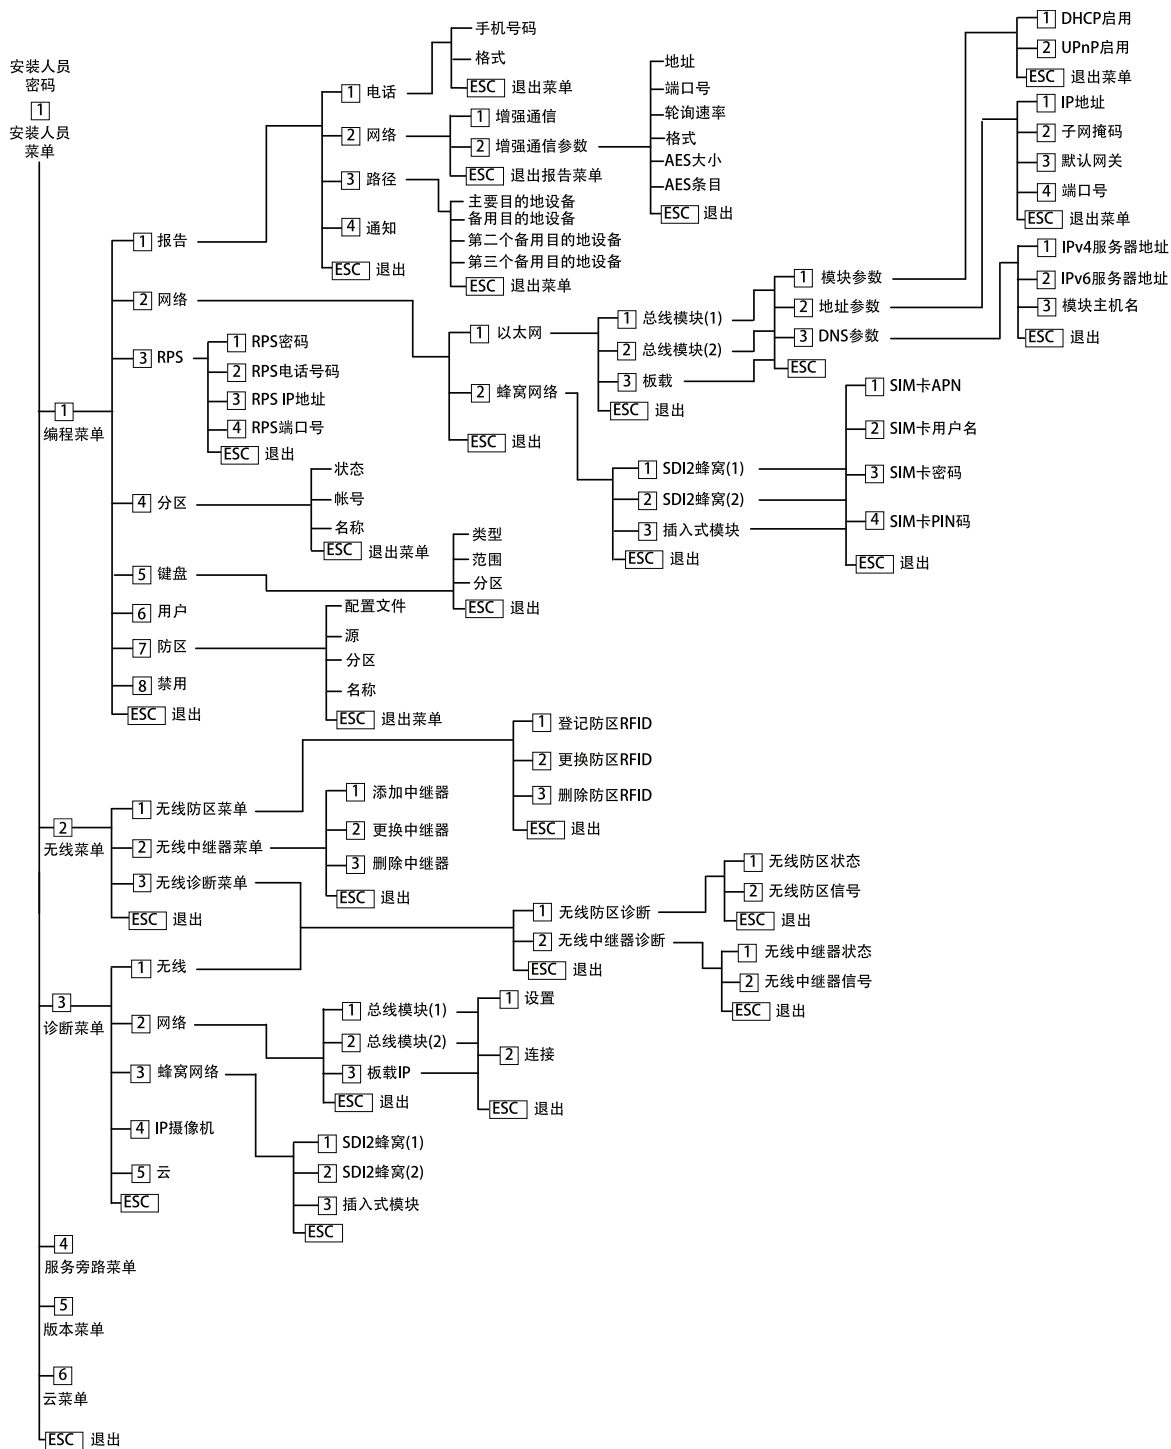 安装人员
密码
1
安装人员
菜单
1
编程菜单
1 报告
1 电话
手机号码
格式
ESC 退出菜单
2 网络
1 增强通信
2 增强通信参数
地址
端口号
轮询速率
格式
AES大小
AES条目
ESC 退出
ESC 退出报告菜单
3 路径
主要目的地设备
备用目的地设备
第二个备用目的地设备
第三个备用目的地设备
ESC 退出菜单
4 通知
ESC 退出
2 网络
1 以太网
1 总线模块(1)
2 总线模块(2)
3 板载
ESC 退出
1 模块参数
1 DHCP启用
2 UPnP启用
ESC 退出菜单
2 地址参数
1 IP地址
2 子网掩码
3 默认网关
4 端口号
ESC 退出菜单
3 DNS参数
1 IPv4服务器地址
2 IPv6服务器地址
3 模块主机名
ESC 退出
ESC
2 蜂窝网络
1 SDI2蜂窝(1)
2 SDI2蜂窝(2)
3 插入式模块
ESC 退出
1 SIM卡APN
2 SIM卡用户名
3 SIM卡密码
4 SIM卡PIN码
ESC 退出
ESC 退出
3 RPS
1 RPS密码
2 RPS电话号码
3 RPS IP地址
4 RPS端口号
ESC 退出
4 分区
状态
帐号
名称
ESC 退出菜单
5 键盘
类型
范围
分区
ESC 退出
6 用户
7 防区
配置文件
源
分区
名称
ESC 退出菜单
8 禁用
ESC 退出
2
无线菜单
1 无线防区菜单
1 登记防区RFID
2 更换防区RFID
3 删除防区RFID
ESC 退出
2 无线中继器菜单
1 添加中继器
2 更换中继器
3 删除中继器
ESC 退出
3 无线诊断菜单
1 无线防区诊断
1 无线防区状态
2 无线防区信号
ESC 退出
2 无线中继器诊断
1 无线中继器状态
2 无线中继器信号
ESC 退出
ESC 退出
ESC 退出
3
诊断菜单
1 无线
2 网络
1 总线模块(1)
2 总线模块(2)
3 板载IP
ESC 退出
1 设置
2 连接
ESC 退出
3 蜂窝网络
1 SDI2蜂窝(1)
2 SDI2蜂窝(2)
3 插入式模块
ESC
4 IP摄像机
5 云
ESC
4
服务旁路菜单
5
版本菜单
6
云菜单
ESC 退出